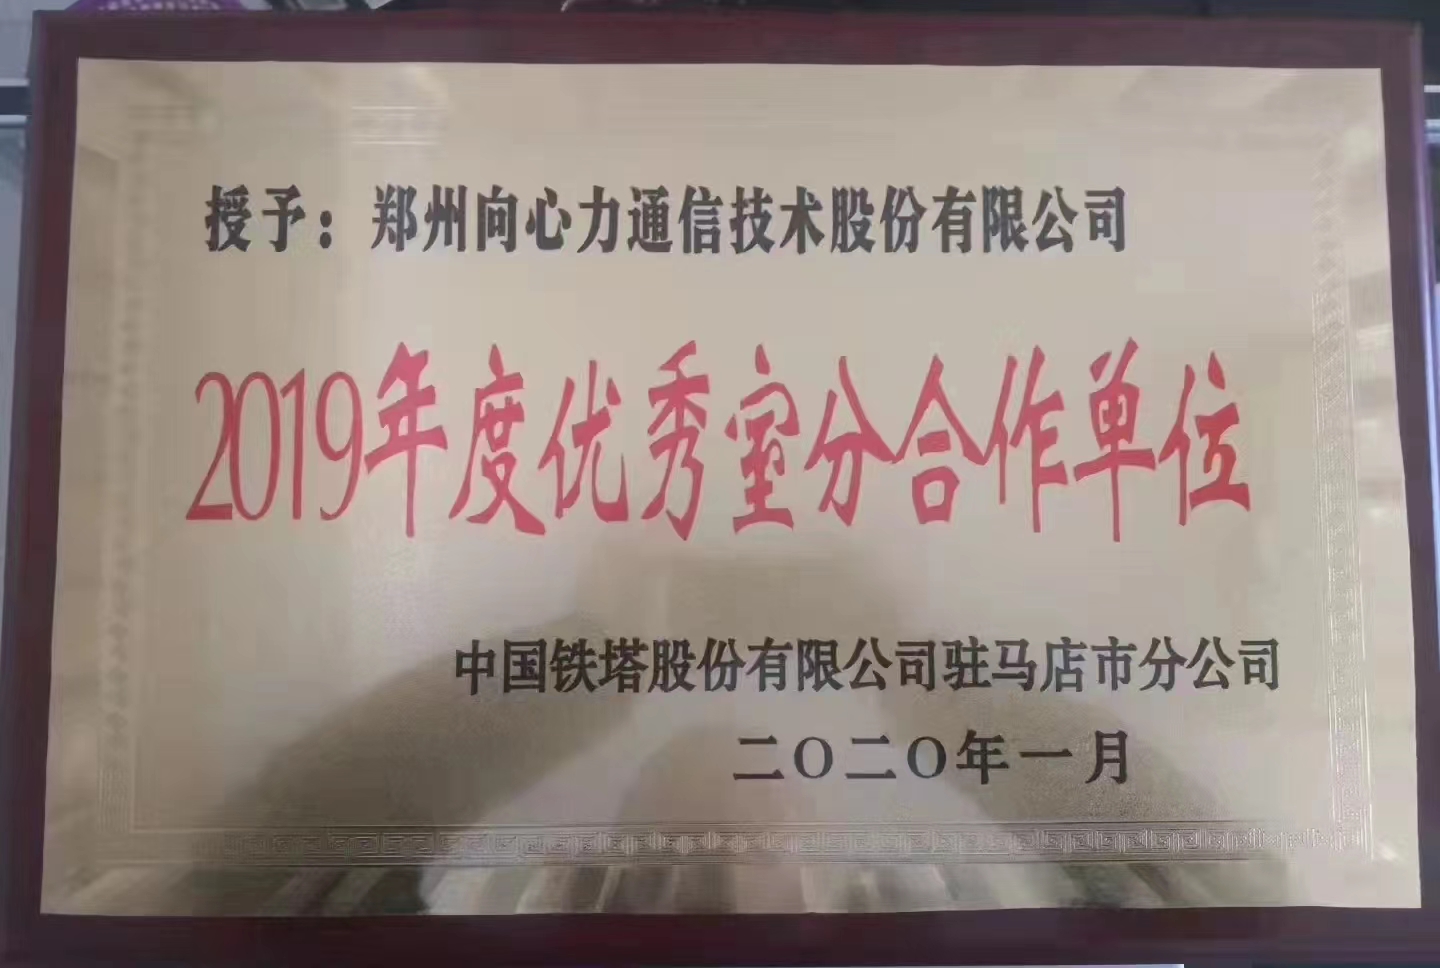 授予：郑州向心力通信技术股份有限公司
2019年度优秀室分合作单位
中国铁塔股份有限公司驻马店市分公司
二〇二〇年一月